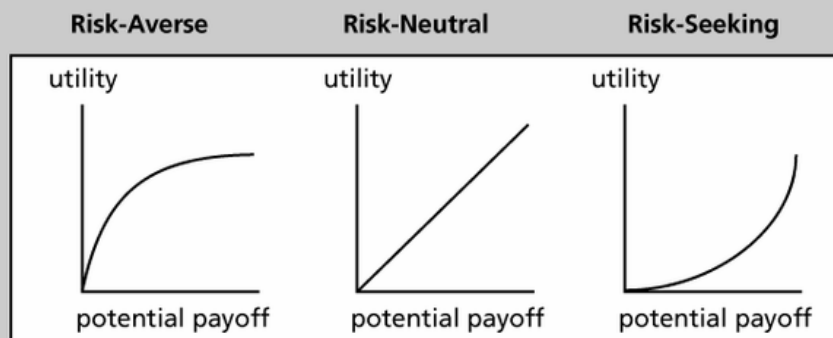 Risk-Averse Risk-Neutral Risk-Seeking
utility utility utility
potential payoff potential payoff potential payoff